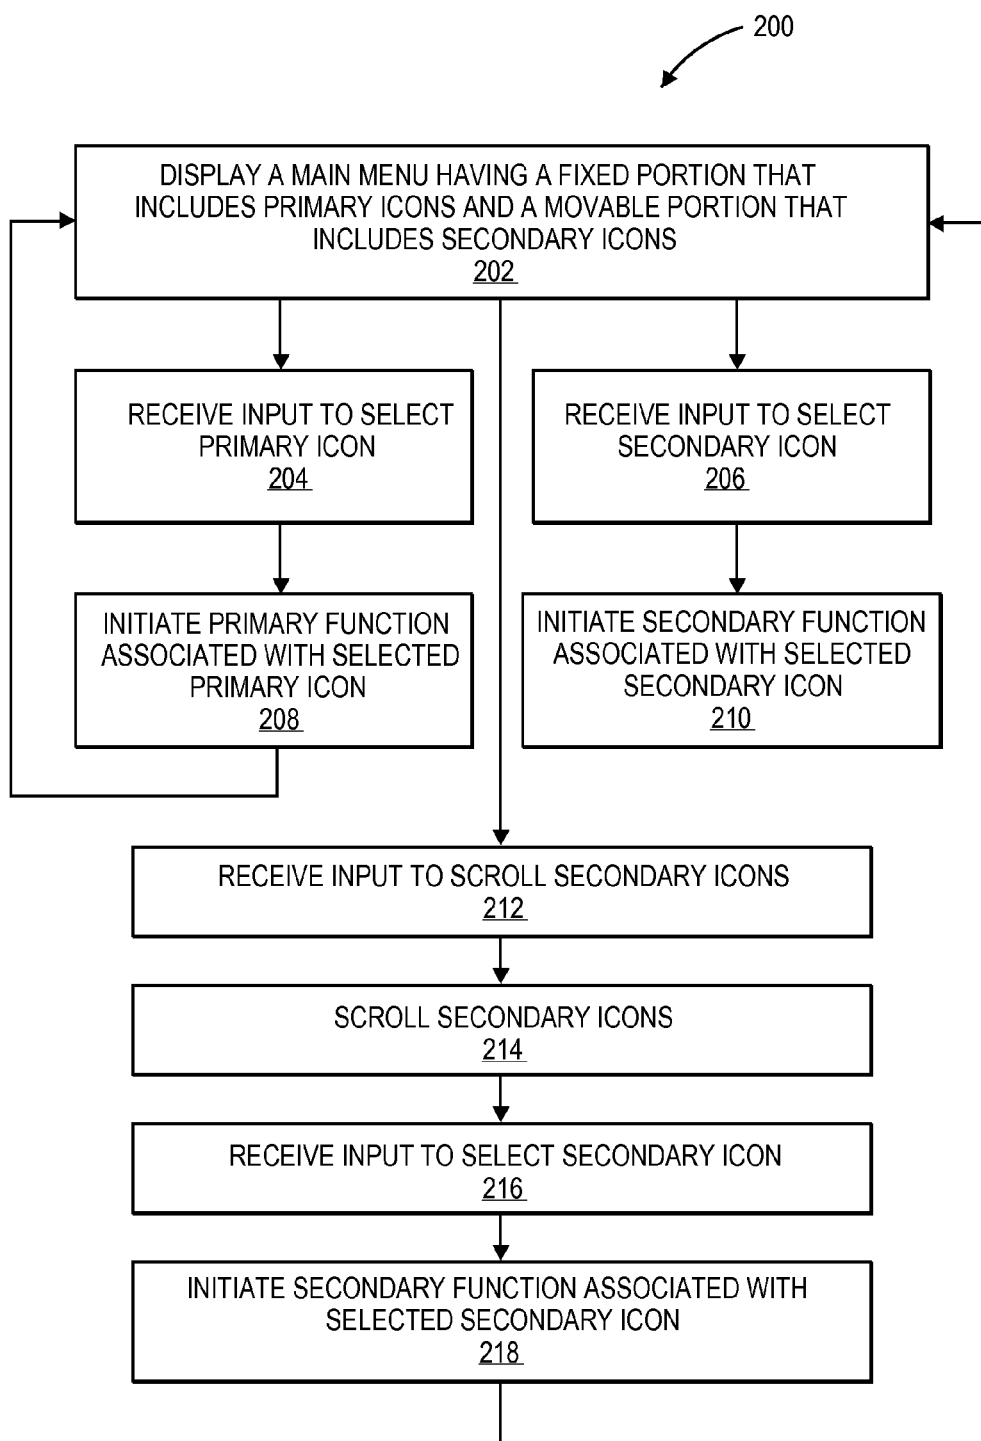 200
DISPLAY A MAIN MENU HAVING A FIXED PORTION THAT
INCLUDES PRIMARY ICONS AND A MOVABLE PORTION THAT
INCLUDES SECONDARY ICONS
202
RECEIVE INPUT TO SELECT
PRIMARY ICON
204
RECEIVE INPUT TO SELECT
SECONDARY ICON
206
INITIATE PRIMARY FUNCTION
ASSOCIATED WITH SELECTED
PRIMARY ICON
208
INITIATE SECONDARY FUNCTION
ASSOCIATED WITH SELECTED
SECONDARY ICON
210
RECEIVE INPUT TO SCROLL SECONDARY ICONS
212
SCROLL SECONDARY ICONS
214
RECEIVE INPUT TO SELECT SECONDARY ICON
216
INITIATE SECONDARY FUNCTION ASSOCIATED WITH
SELECTED SECONDARY ICON
218